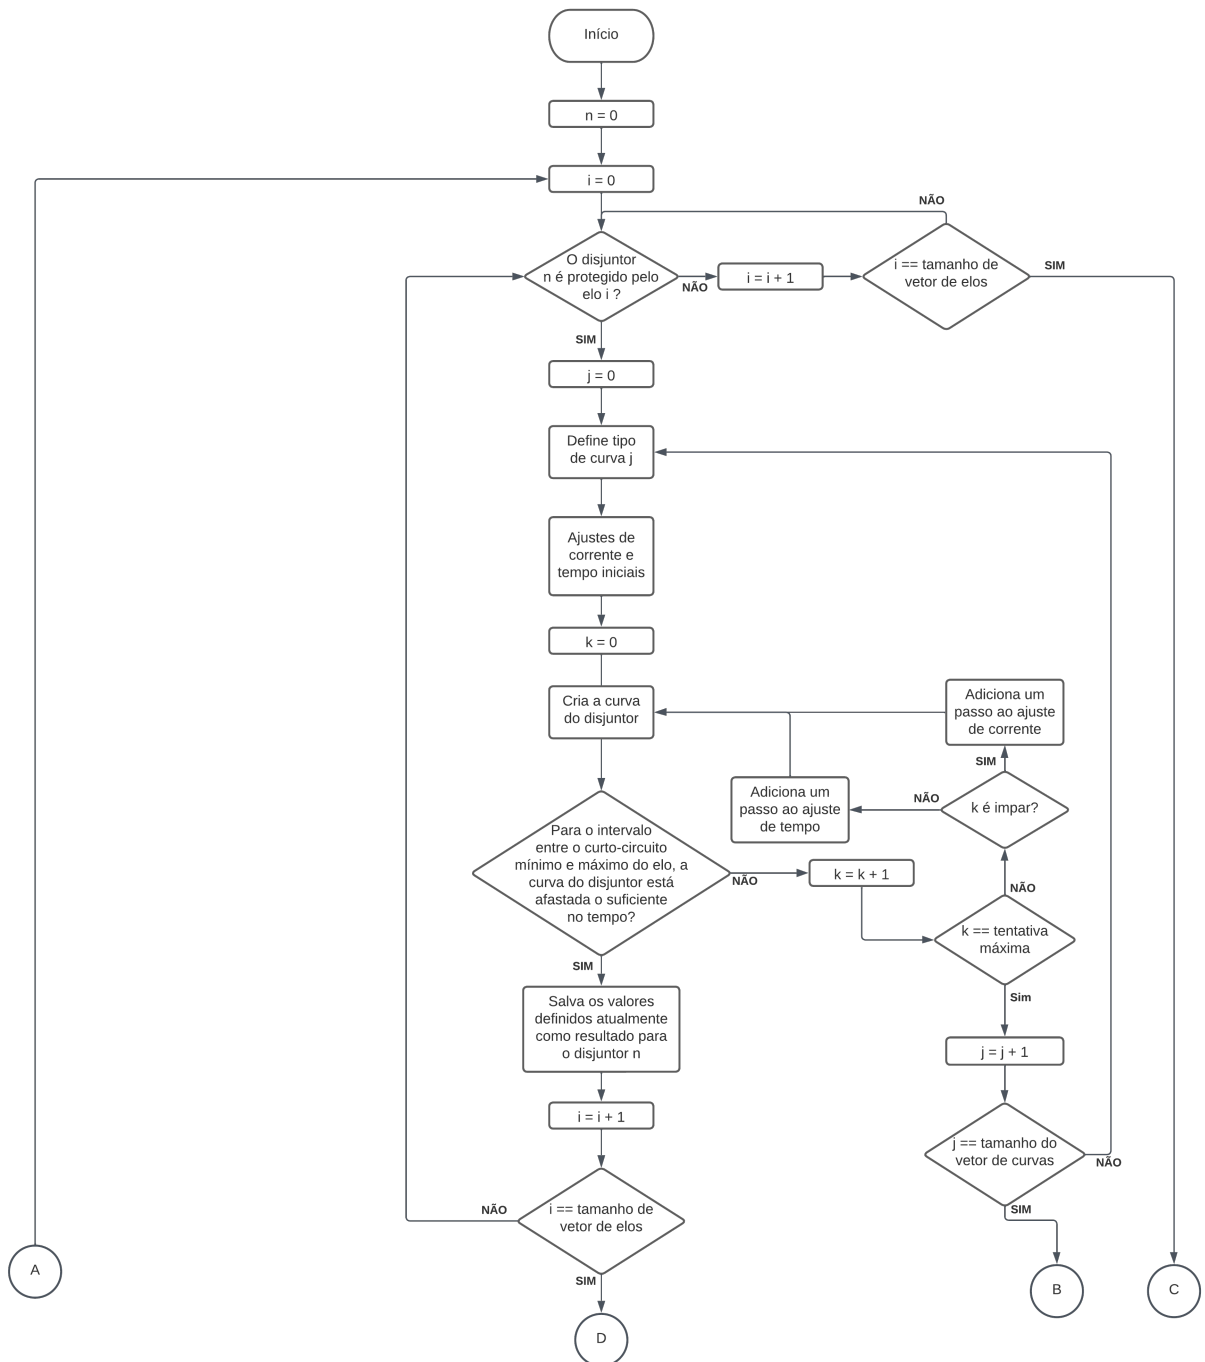 Início
n = 0
i = 0
NÃO
O disjuntor
n é protegido pelo
elo i ?
NÃO
i = i + 1
i == tamanho de
vetor de elos
SIM
SIM
j = 0
Define tipo
de curva j
Ajustes de
corrente e
tempo iniciais
k = 0
Cria a curva
do disjuntor
Adiciona um
passo ao ajuste
de corrente
SIM
Adiciona um
passo ao ajuste
de tempo
NÃO
k é impar?
Para o intervalo
entre o curto-circuito
mínimo e máximo do elo, a
curva do disjuntor está
afastada o suficiente
no tempo?
NÃO
k = k + 1
NÃO
k == tentativa
máxima
SIM
Sim
Salva os valores
definidos atualmente
como resultado para
o disjuntor n
j = j + 1
i = i + 1
j == tamanho do
vetor de curvas
NÃO
SIM
NÃO
i == tamanho de
vetor de elos
SIM
A
B
C
D